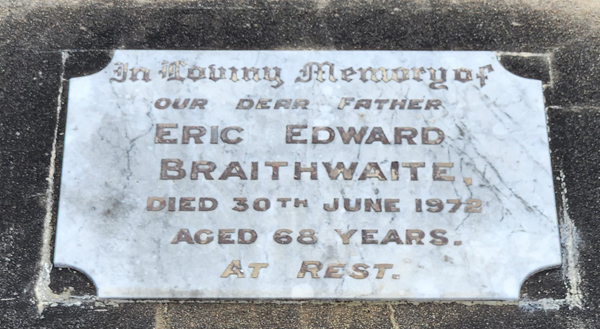 In Loving Memory of
OUR DEAR FATHER
ERIC EDWARD
BRAITHWAITE,
DIED 30TH JUNE 1972
AGED 68 YEARS.
AT REST.